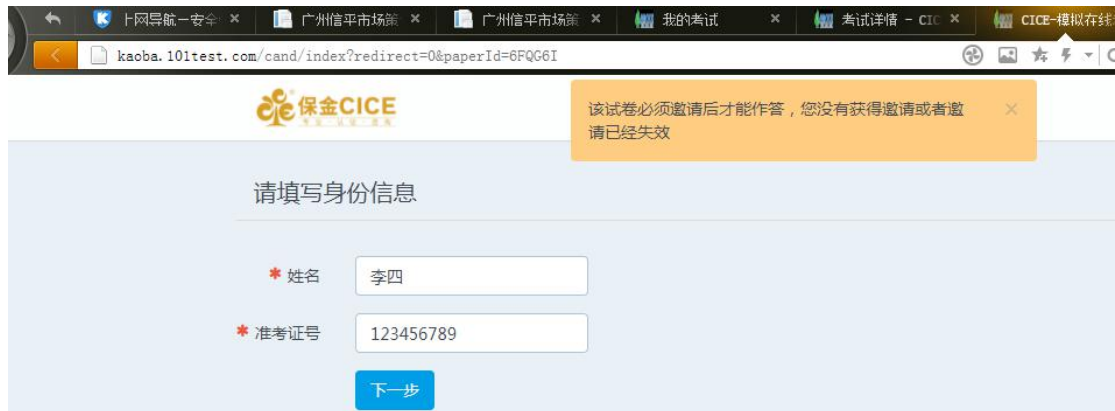 上网导航—安全
广州信平市场策
广州信平市场策
我的考试
考试详情 - CIC
CICE-模拟在线
kaoba.101test.com/cand/index?redirect=0&paperId=6FQG6I
保金CICE
该试卷必须邀请后才能作答，您没有获得邀请或者邀
请已经失效
请填写身份信息
* 姓名
李四
* 准考证号
123456789
下一步